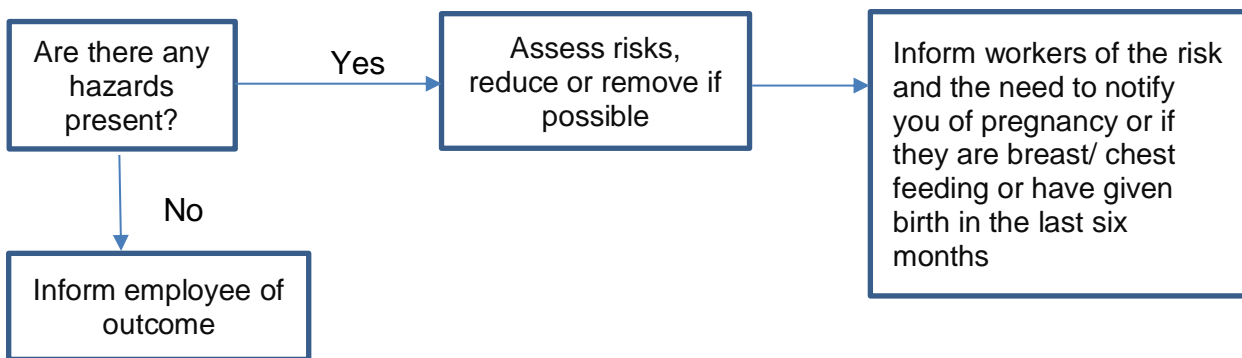 Are there any
hazards
present?
Yes
Assess risks,
reduce or remove if
possible
Inform workers of the risk
and the need to notify
you of pregnancy or if
they are breast/ chest
feeding or have given
birth in the last six
months
No
Inform employee of
outcome